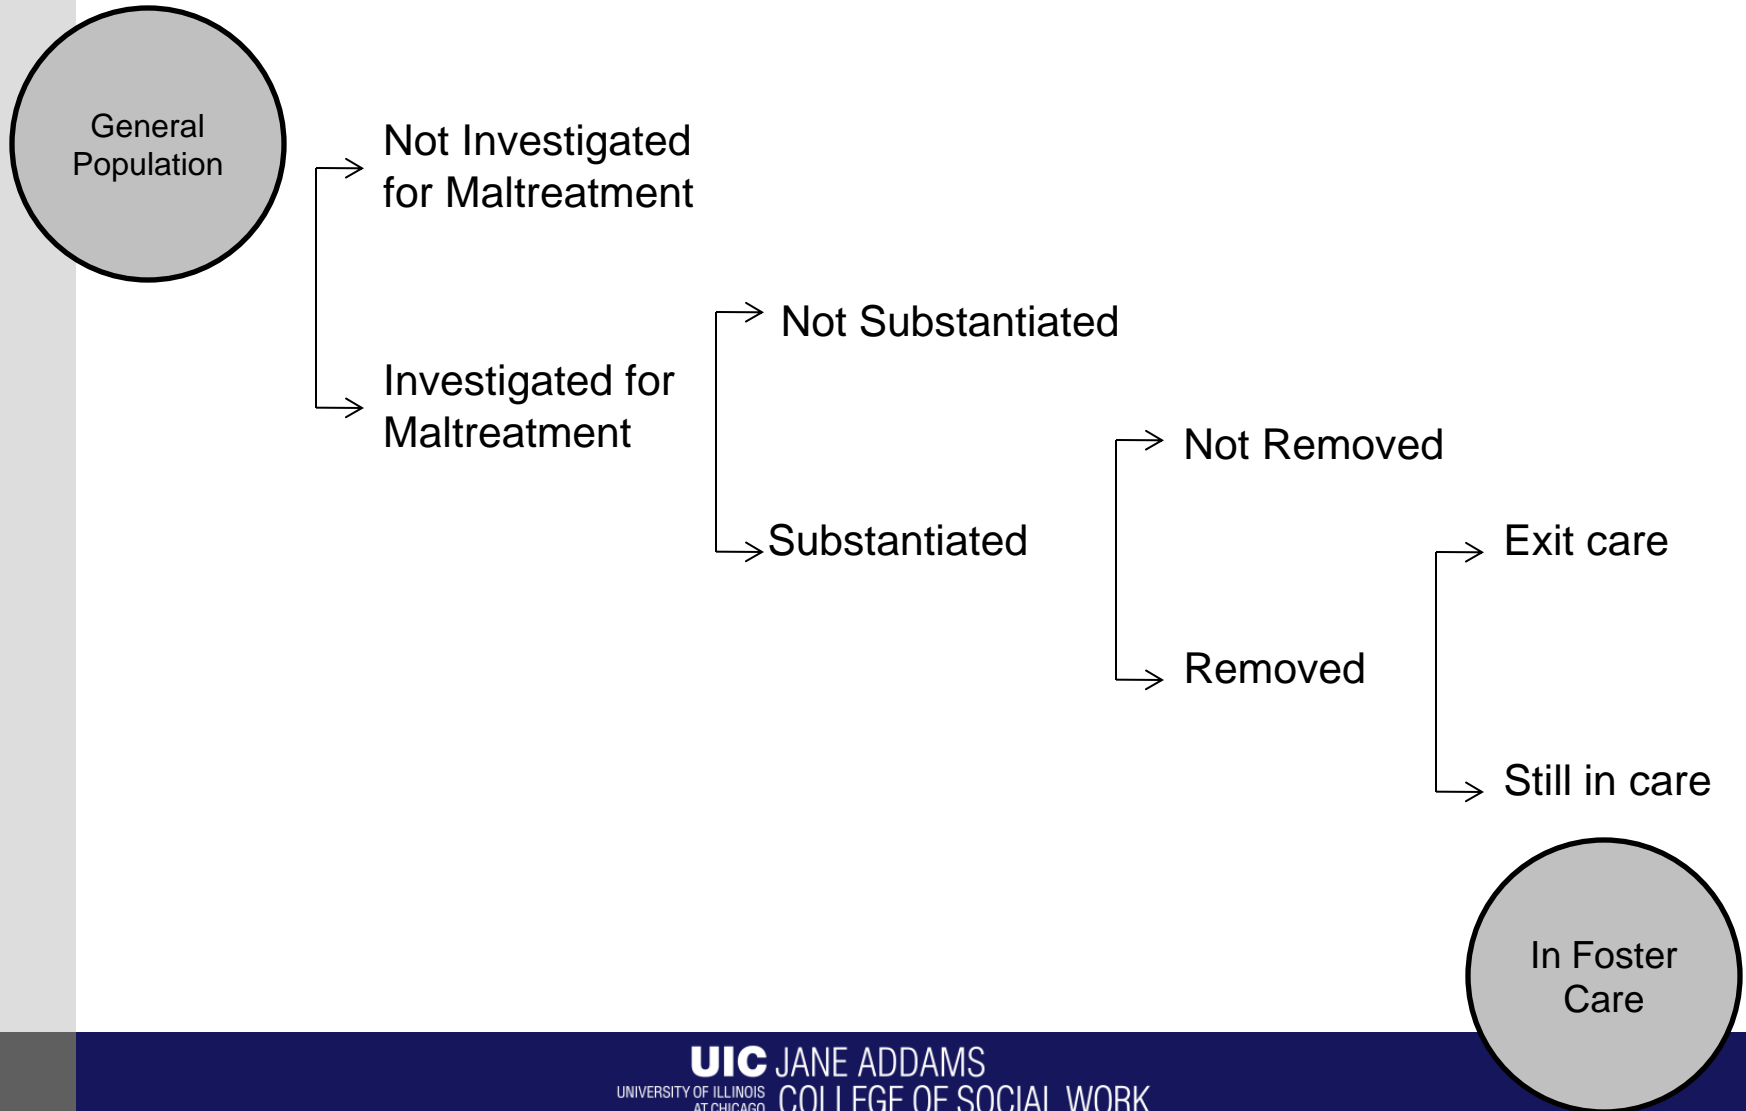 General
Population
Not Investigated
for Maltreatment
Investigated for
Maltreatment
Not Substantiated
Substantiated
Not Removed
Removed
Exit care
Still in care
In Foster
Care
UIC JANE ADDAMS
UNIVERSITY OF ILLINOIS
AT CHICAGO
COLLEGE OF SOCIAL WORK